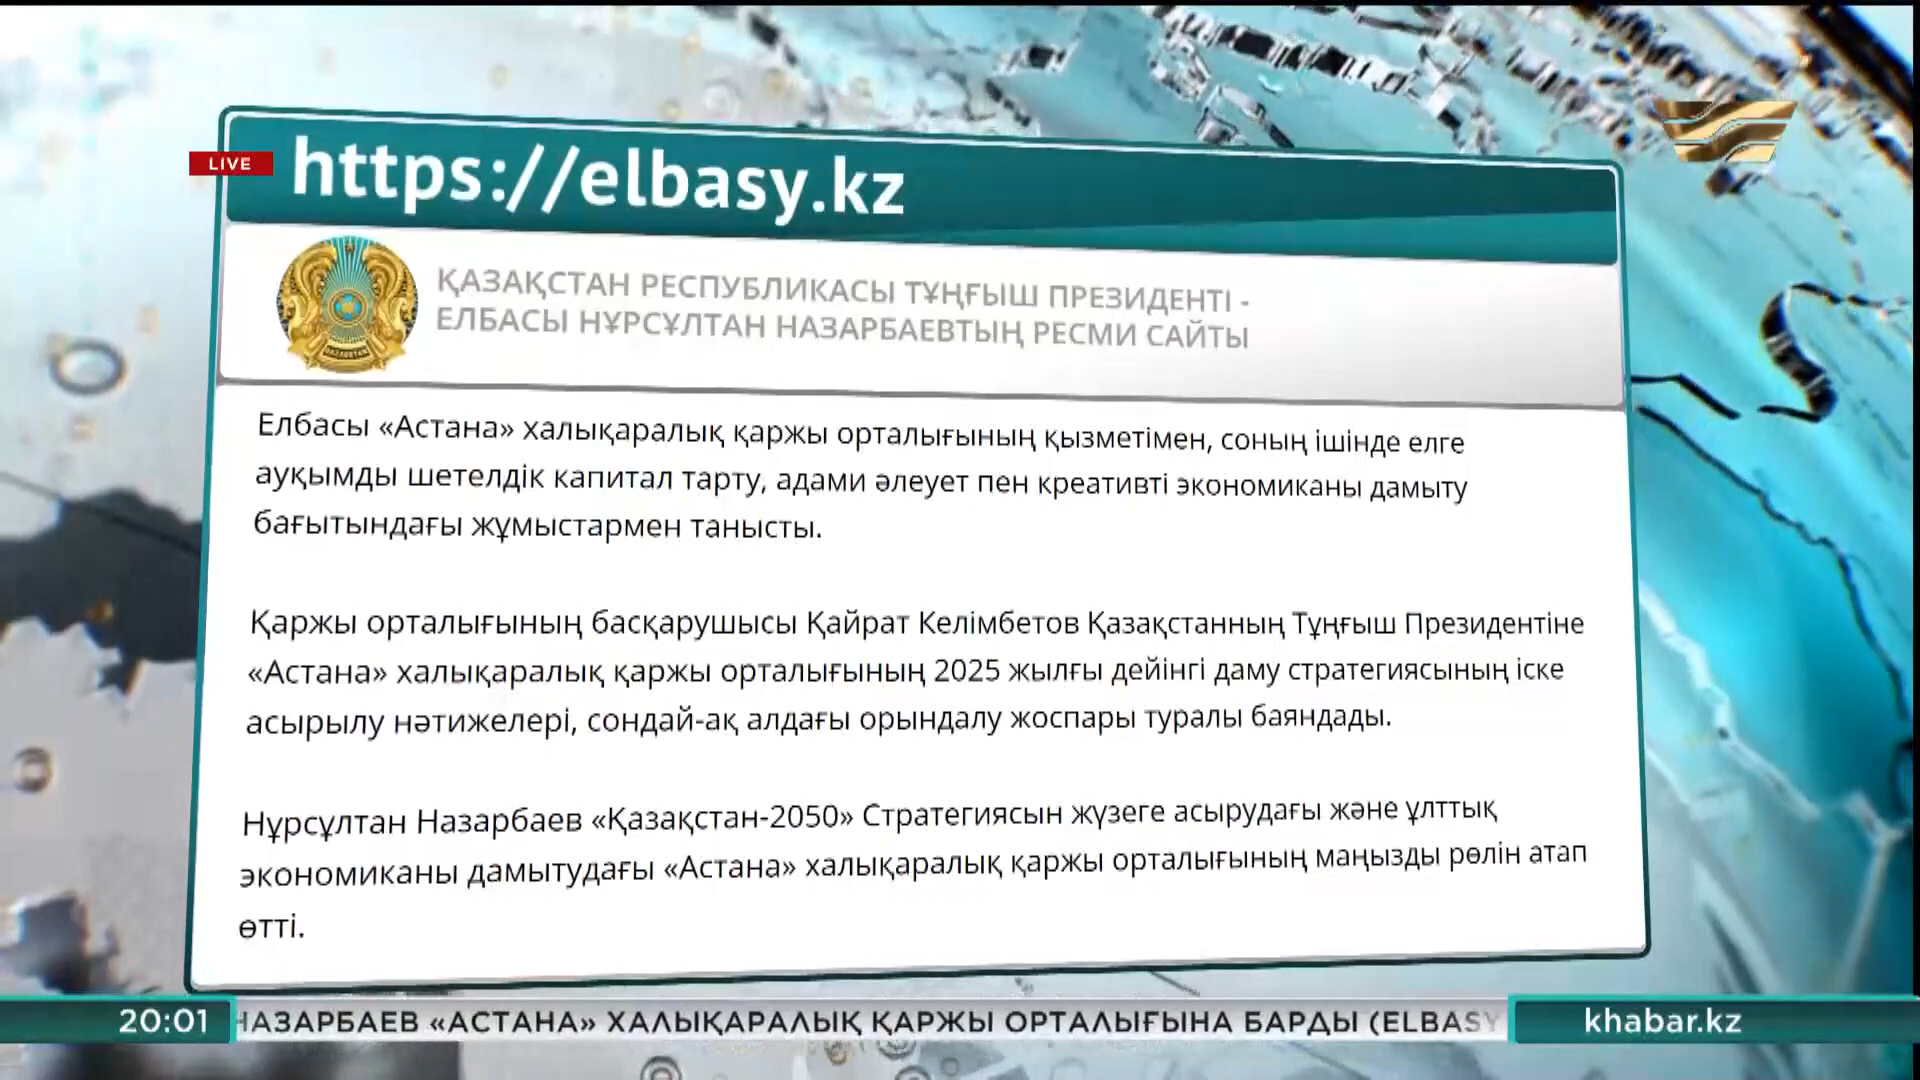 https://elbasy.kz
LIVE
ҚАЗАҚСТАН РЕСПУБЛИКАСЫ ТҰҢҒЫШ ПРЕЗИДЕНТІ -
ЕЛБАСЫ НҰРСҰЛТАН НАЗАРБАЕВТЫҢ РЕСМИ САЙТЫ
Елбасы «Астана» халықаралық қаржы орталығының қызметімен, соның ішінде елге
ауқымды шетелдік капитал тарту, адами әлеует пен креативті экономиканы дамыту
бағытындағы жұмыстармен танысты.
Қаржы орталығының басқарушысы Қайрат Келімбетов Қазақстанның Тұңғыш Президентіне
«Астана» халықаралық қаржы орталығының 2025 жылғы дейінгі даму стратегиясының іске
асырылу нәтижелері, сондай-ақ алдағы орындалу жоспары туралы баяндады.
Нұрсұлтан Назарбаев «Қазақстан-2050» Стратегиясын жүзеге асырудағы және ұлттық
экономиканы дамытудағы «Астана» халықаралық қаржы орталығының маңызды рөлін атап
өтті.
20:01 НАЗАРБАЕВ «АСТАНА» ХАЛЫҚАРАЛЫҚ ҚАРЖЫ ОРТАЛЫҒЫНА БАРДЫ (ELBASY khabar.kz